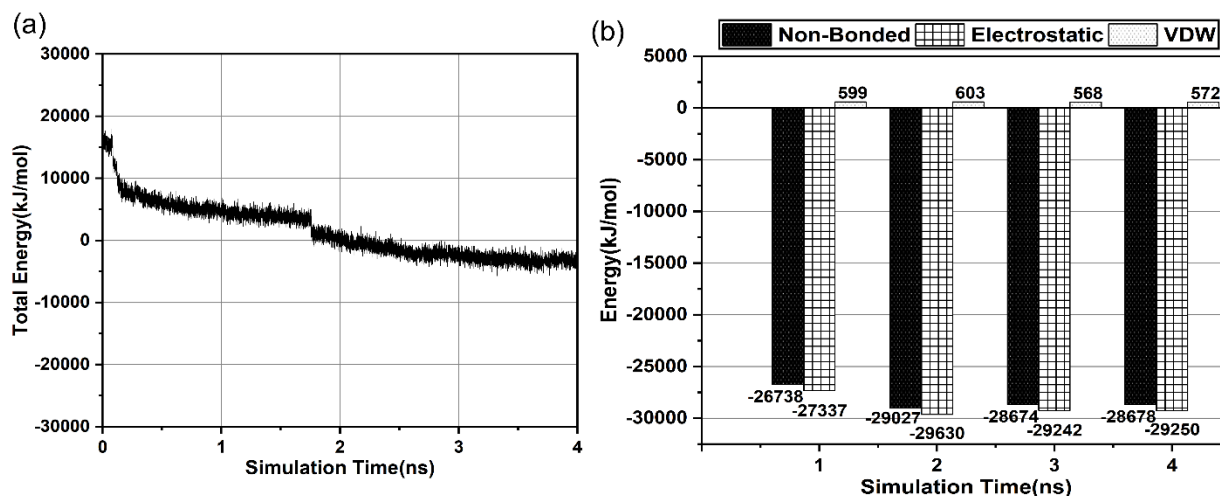 (a)
30000
20000
10000
0
-10000
-20000
-30000
Total Energy(kJ/mol)
0 1 2 3 4
Simulation Time(ns)
(b)
Non-Bonded Electrostatic VDW
5000
0
-5000
-10000
-15000
-20000
-25000
-30000
Energy(kJ/mol)
599 603 568 572
-26738 -27337 -29027 -29630 -28674 -29242 -28678 -29250
1 2 3 4
Simulation Time(ns)